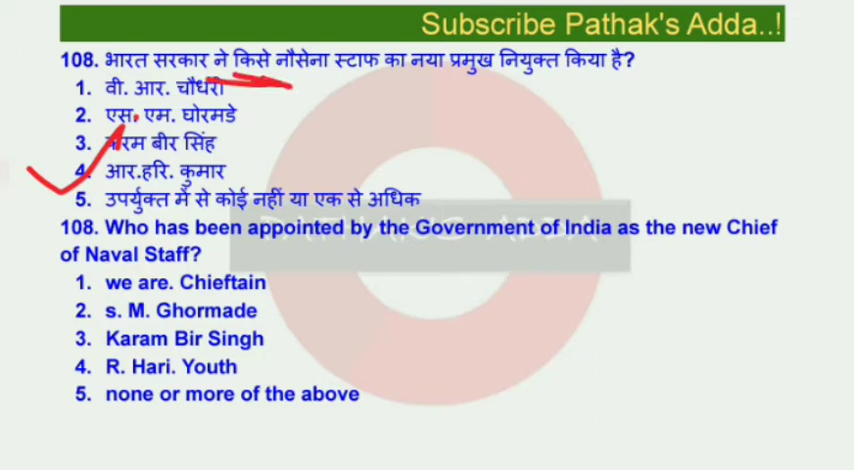 Subscribe Pathak's Adda..!
108. भारत सरकार ने किसे नौसेना स्टाफ का नया प्रमुख नियुक्त किया है?
1. वी. आर. चौधरी
2. एस. एम. घोरमडे
3. करम बीर सिंह
4. आर.हरि. कुमार
5. उपर्युक्त में से कोई नहीं या एक से अधिक
PATHAK'S ADDA
108. Who has been appointed by the Government of India as the new Chief
of Naval Staff?
1. we are. Chieftain
2. s. M. Ghormade
3. Karam Bir Singh
4. R. Hari. Youth
5. none or more of the above